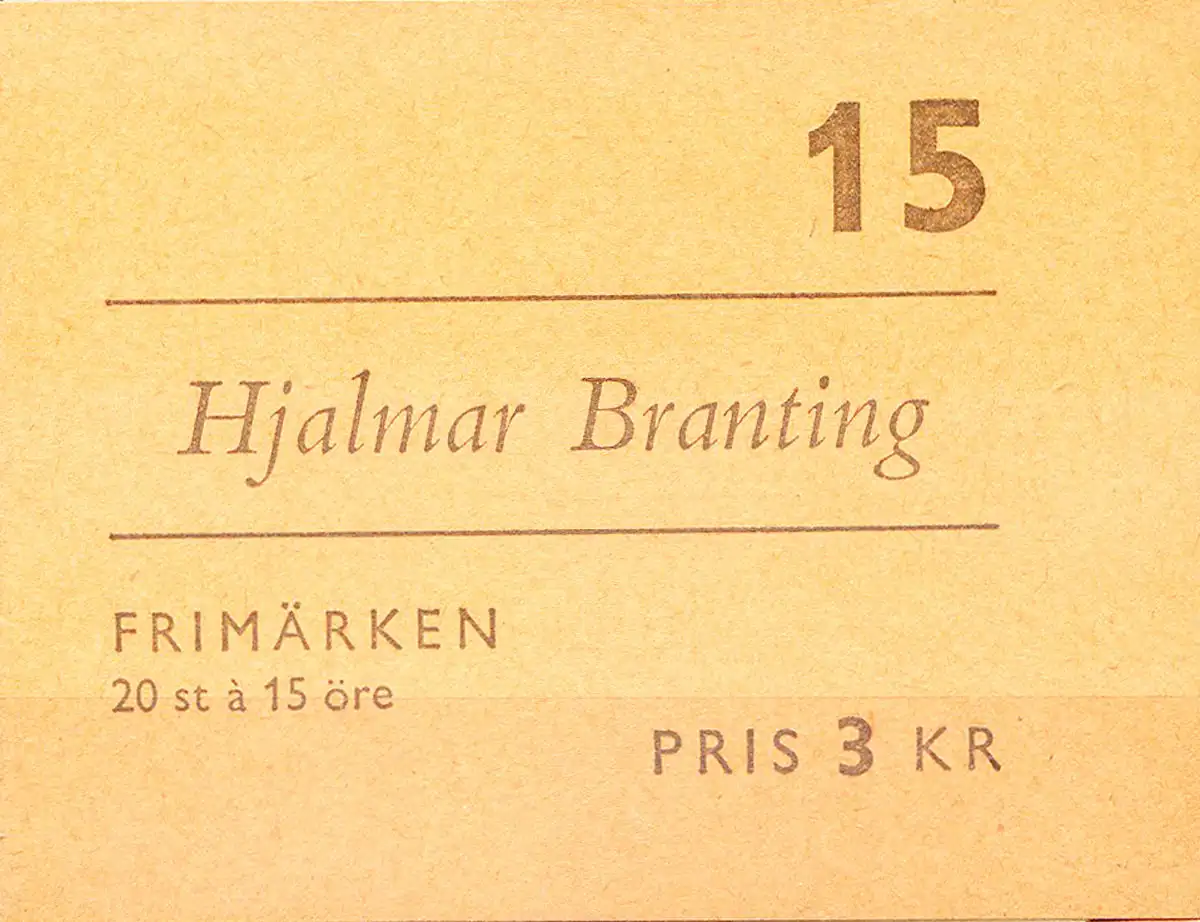 15
Hjalmar Branting
FRIMÄRKEN
20 st à 15 öre
PRIS 3 KR